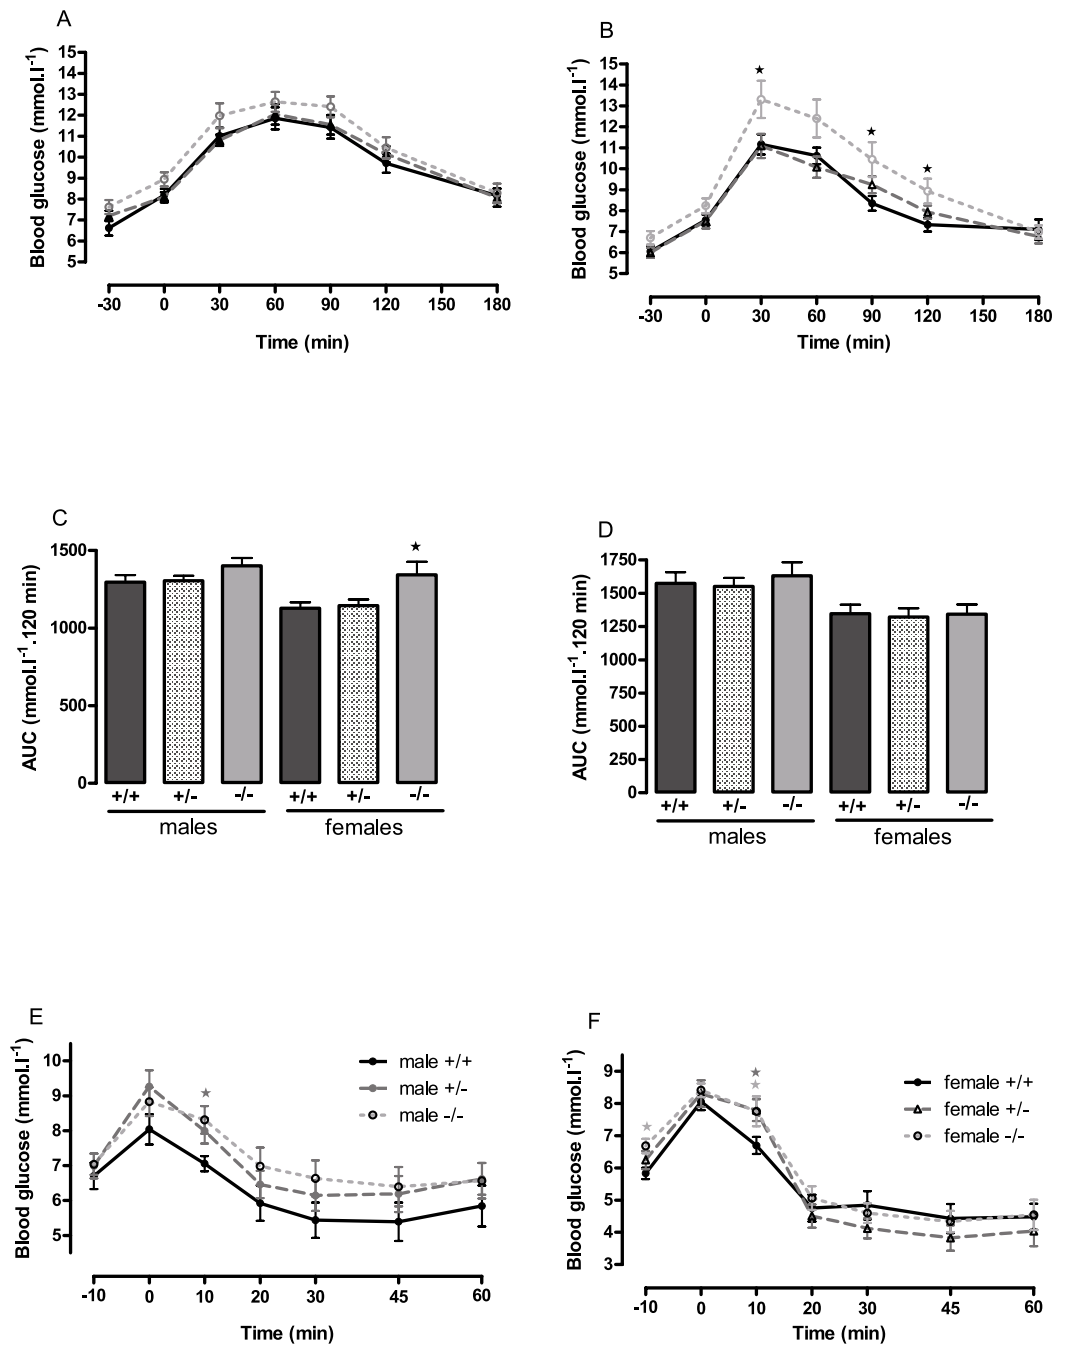 A
Blood glucose (mmol.l⁻¹)
15
14
13
12
11
10
9
8
7
6
5
-30 0 30 60 90 120 150 180
Time (min)
B
Blood glucose (mmol.l⁻¹)
15
14
13
12
11
10
9
8
7
6
5
-30 0 30 60 90 120 150 180
Time (min)
C
AUC (mmol.l⁻¹.120 min)
1500
1000
500
0
+/+ +/- -/- +/+ +/- -/-
males females
D
AUC (mmol.l⁻¹.120 min)
1750
1500
1250
1000
750
500
250
0
+/+ +/- -/- +/+ +/- -/-
males females
E
Blood glucose (mmol.l⁻¹)
10
9
8
7
6
5
male +/+
male +/-
male -/-
-10 0 10 20 30 45 60
Time (min)
F
Blood glucose (mmol.l⁻¹)
9
8
7
6
5
4
3
female +/+
female +/-
female -/-
-10 0 10 20 30 45 60
Time (min)